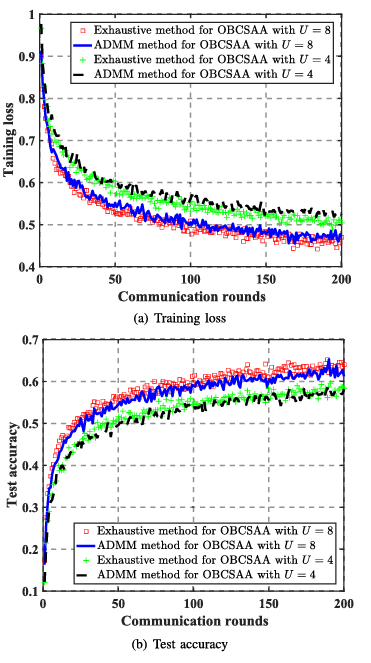 1
0.9
0.8
0.7
0.6
0.5
0.4
Taining loss
Exhaustive method for OBCSAA with U = 8
ADMM method for OBCSAA with U = 8
Exhaustive method for OBCSAA with U = 4
ADMM method for OBCSAA with U = 4
0 50 100 150 200
Communication rounds
(a) Training loss
0.7
0.6
0.5
0.4
0.3
0.2
0.1
Test accuracy
Exhaustive method for OBCSAA with U = 8
ADMM method for OBCSAA with U = 8
Exhaustive method for OBCSAA with U = 4
ADMM method for OBCSAA with U = 4
0 50 100 150 200
Communication rounds
(b) Test accuracy